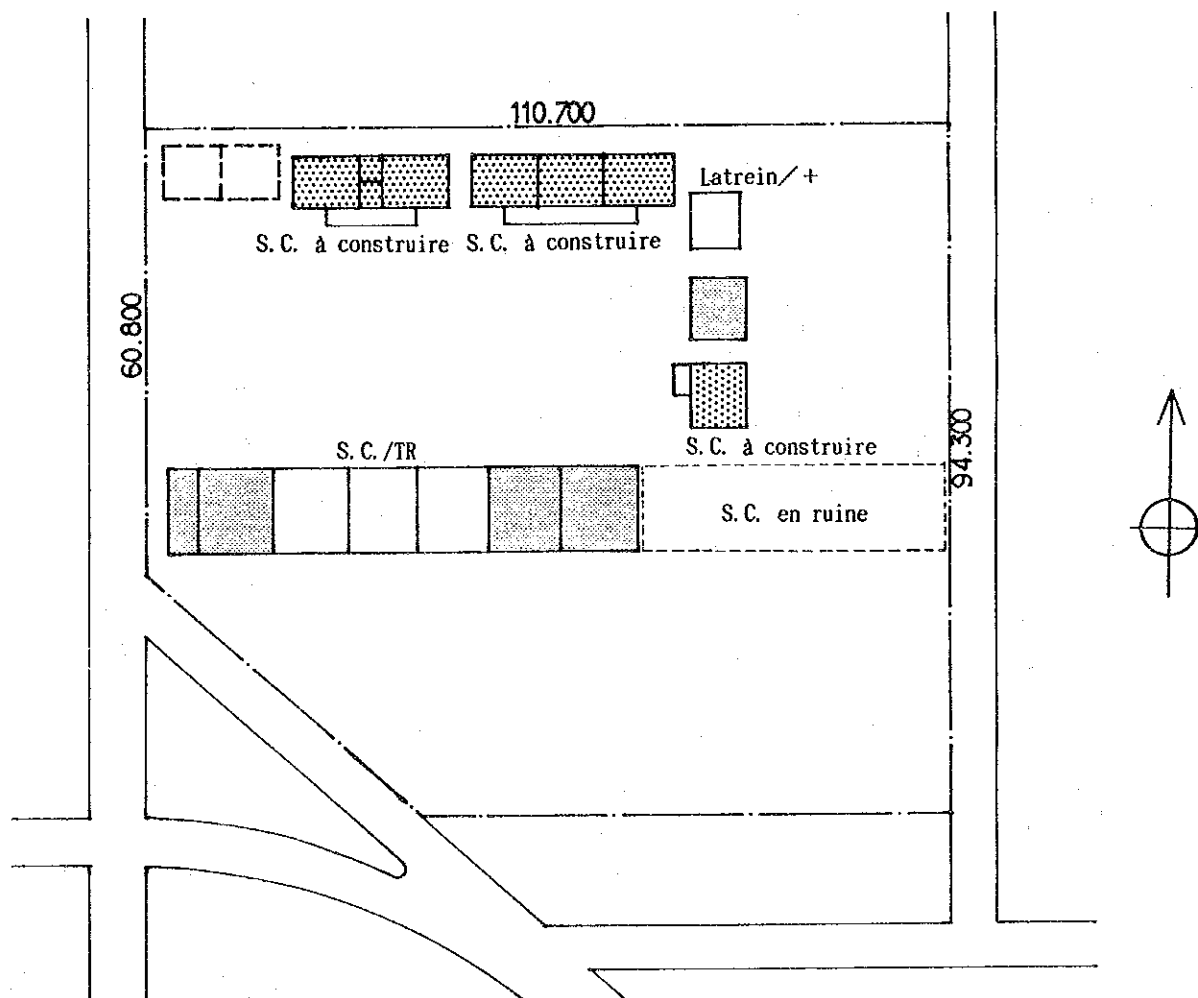 110.700
Latrein/+
S.C. à construire
S.C. à construire
60.800
S.C./TR
S.C. à construire
94.300
S.C. en ruine